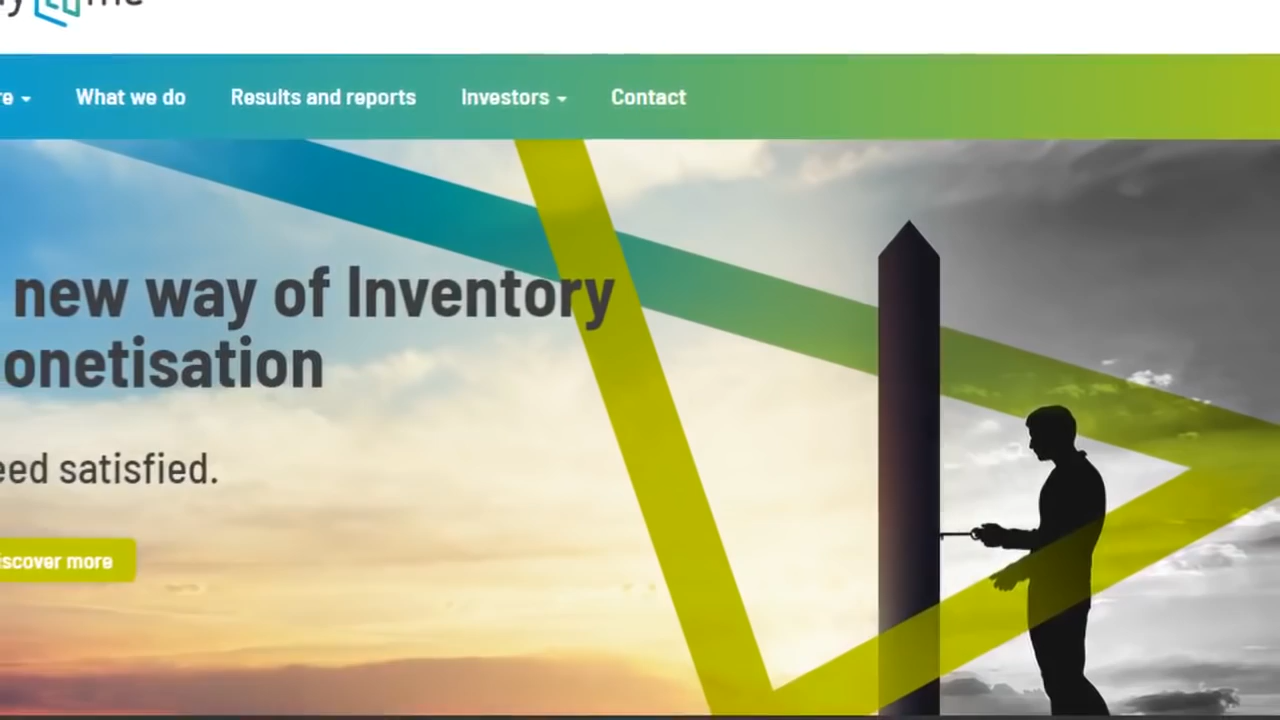 What we do Results and reports Investors Contact
new way of Inventory
onetisation
eed satisfied.
iscover more